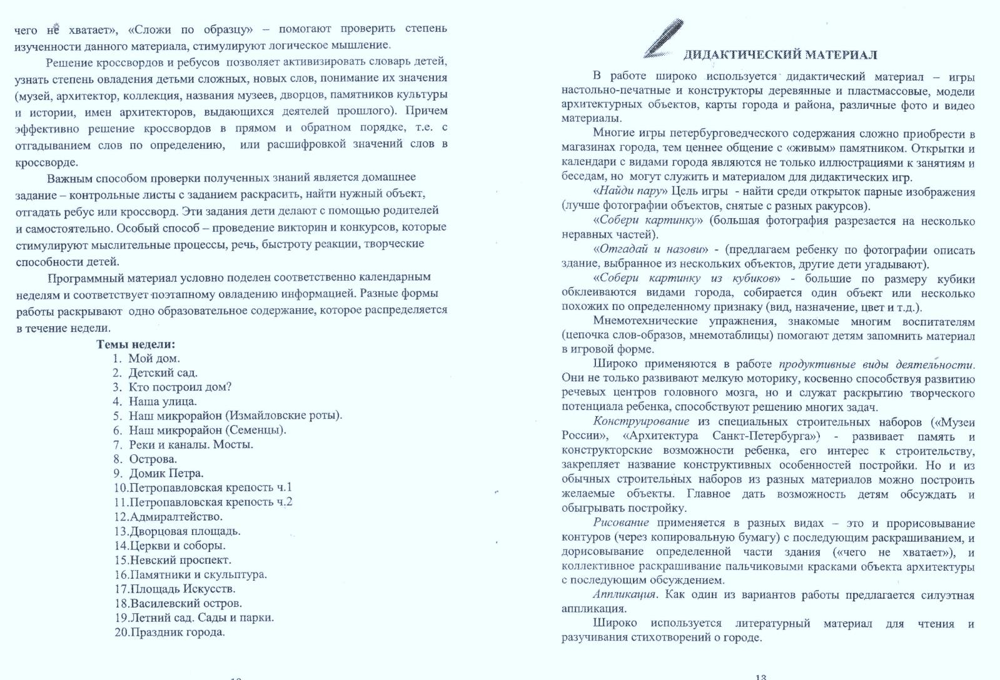 чего не хватает», «Сложи по образцу» – помогают проверить степень
изученности данного материала, стимулируют логическое мышление.
Решение кроссвордов и ребусов позволяет активизировать словарь детей,
узнать степень овладения детьми сложных, новых слов, понимание их значения
(музей, архитектор, коллекция, названия музеев, дворцов, памятников культуры
и истории, имен архитекторов, выдающихся деятелей прошлого). Причем
эффективно решение кроссвордов в прямом и обратном порядке, т.е. с
отгадыванием слов по определению, или расшифровкой значений слов в
кроссворде.
Важным способом проверки полученных знаний является домашнее
задание – контрольные листы с заданием раскрасить, найти нужный объект,
отгадать ребус или кроссворд. Эти задания дети делают с помощью родителей
и самостоятельно. Особый способ – проведение викторин и конкурсов, которые
стимулируют мыслительные процессы, речь, быстроту реакции, творческие
способности детей.
Программный материал условно поделен соответственно календарным
неделям и соответствует поэтапному овладению информацией. Разные формы
работы раскрывают одно образовательное содержание, которое распределяется
в течение недели.
Темы недели:
1. Мой дом.
2. Детский сад.
3. Кто построил дом?
4. Наша улица.
5. Наш микрорайон (Измайловские роты).
6. Наш микрорайон (Семенцы).
7. Реки и каналы. Мосты.
8. Острова.
9. Домик Петра.
10.Петропавловская крепость ч.1
11.Петропавловская крепость ч.2
12.Адмиралтейство.
13.Дворцовая площадь.
14.Церкви и соборы.
15.Невский проспект.
16.Памятники и скульптура.
17.Площадь Искусств.
18.Василевский остров.
19.Летний сад. Сады и парки.
20.Праздник города.
ДИДАКТИЧЕСКИЙ МАТЕРИАЛ
В работе широко используется дидактический материал – игры
настольно-печатные и конструкторы деревянные и пластмассовые, модели
архитектурных объектов, карты города и района, различные фото и видео
материалы.
Многие игры петербурговедческого содержания сложно приобрести в
магазинах города, тем ценнее общение с «живым» памятником. Открытки и
календари с видами города являются не только иллюстрациями к занятиям и
беседам, но могут служить и материалом для дидактических игр.
«Найди пару» Цель игры - найти среди открыток парные изображения
(лучше фотографии объектов, снятые с разных ракурсов).
«Собери картинку» (большая фотография разрезается на несколько
неравных частей).
«Отгадай и назови» - (предлагаем ребенку по фотографии описать
здание, выбранное из нескольких объектов, другие дети угадывают).
«Собери картинку из кубиков» - большие по размеру кубики
обклеиваются видами города, собирается один объект или несколько
похожих по определенному признаку (вид, назначение, цвет и т.д.).
Мнемотехнические упражнения, знакомые многим воспитателям
(цепочка слов-образов, мнемотаблицы) помогают детям запомнить материал
в игровой форме.
Широко применяются в работе продуктивные виды деятельности.
Они не только развивают мелкую моторику, косвенно способствуя развитию
речевых центров головного мозга, но и служат раскрытию творческого
потенциала ребенка, способствуют решению многих задач.
Конструирование из специальных строительных наборов («Музеи
России», «Архитектура Санкт-Петербурга») - развивает память и
конструкторские возможности ребенка, его интерес к строительству,
закрепляет название конструктивных особенностей постройки. Но и из
обычных строительных наборов из разных материалов можно построить
желаемые объекты. Главное дать возможность детям обсуждать и
обыгрывать постройку.
Рисование применяется в разных видах – это и прорисовывание
контуров (через копировальную бумагу) с последующим раскрашиванием, и
дорисовывание определенной части здания («чего не хватает»), и
коллективное раскрашивание пальчиковыми красками объекта архитектуры
с последующим обсуждением.
Аппликация. Как один из вариантов работы предлагается силуэтная
аппликация.
Широко используется литературный материал для чтения и
разучивания стихотворений о городе.
13